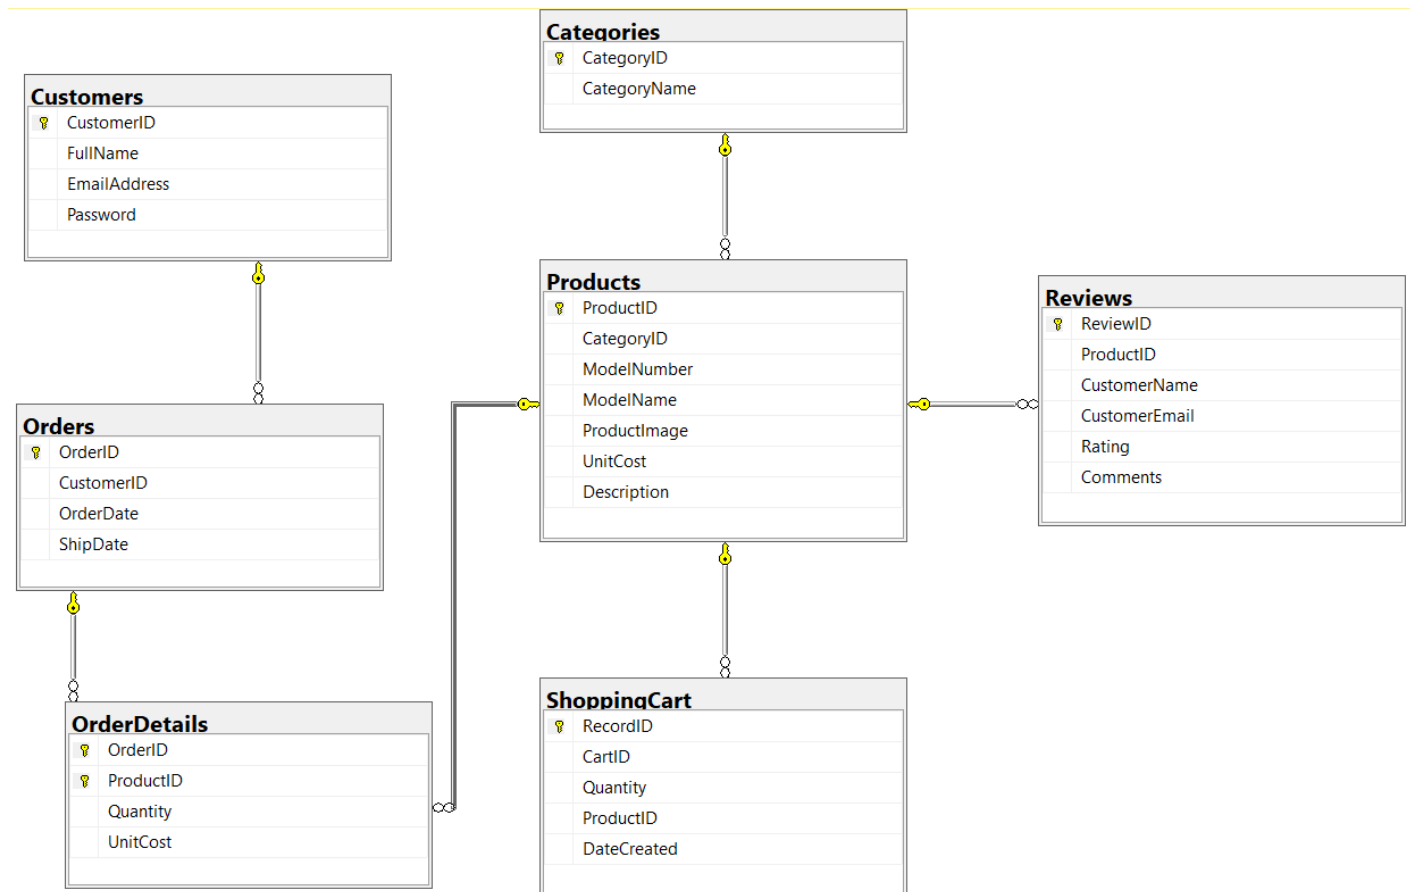 Categories
CategoryID
CategoryName
Customers
CustomerID
FullName
EmailAddress
Password
Products
ProductID
CategoryID
ModelNumber
ModelName
ProductImage
UnitCost
Description
Reviews
ReviewID
ProductID
CustomerName
CustomerEmail
Rating
Comments
Orders
OrderID
CustomerID
OrderDate
ShipDate
OrderDetails
OrderID
ProductID
Quantity
UnitCost
ShoppingCart
RecordID
CartID
Quantity
ProductID
DateCreated